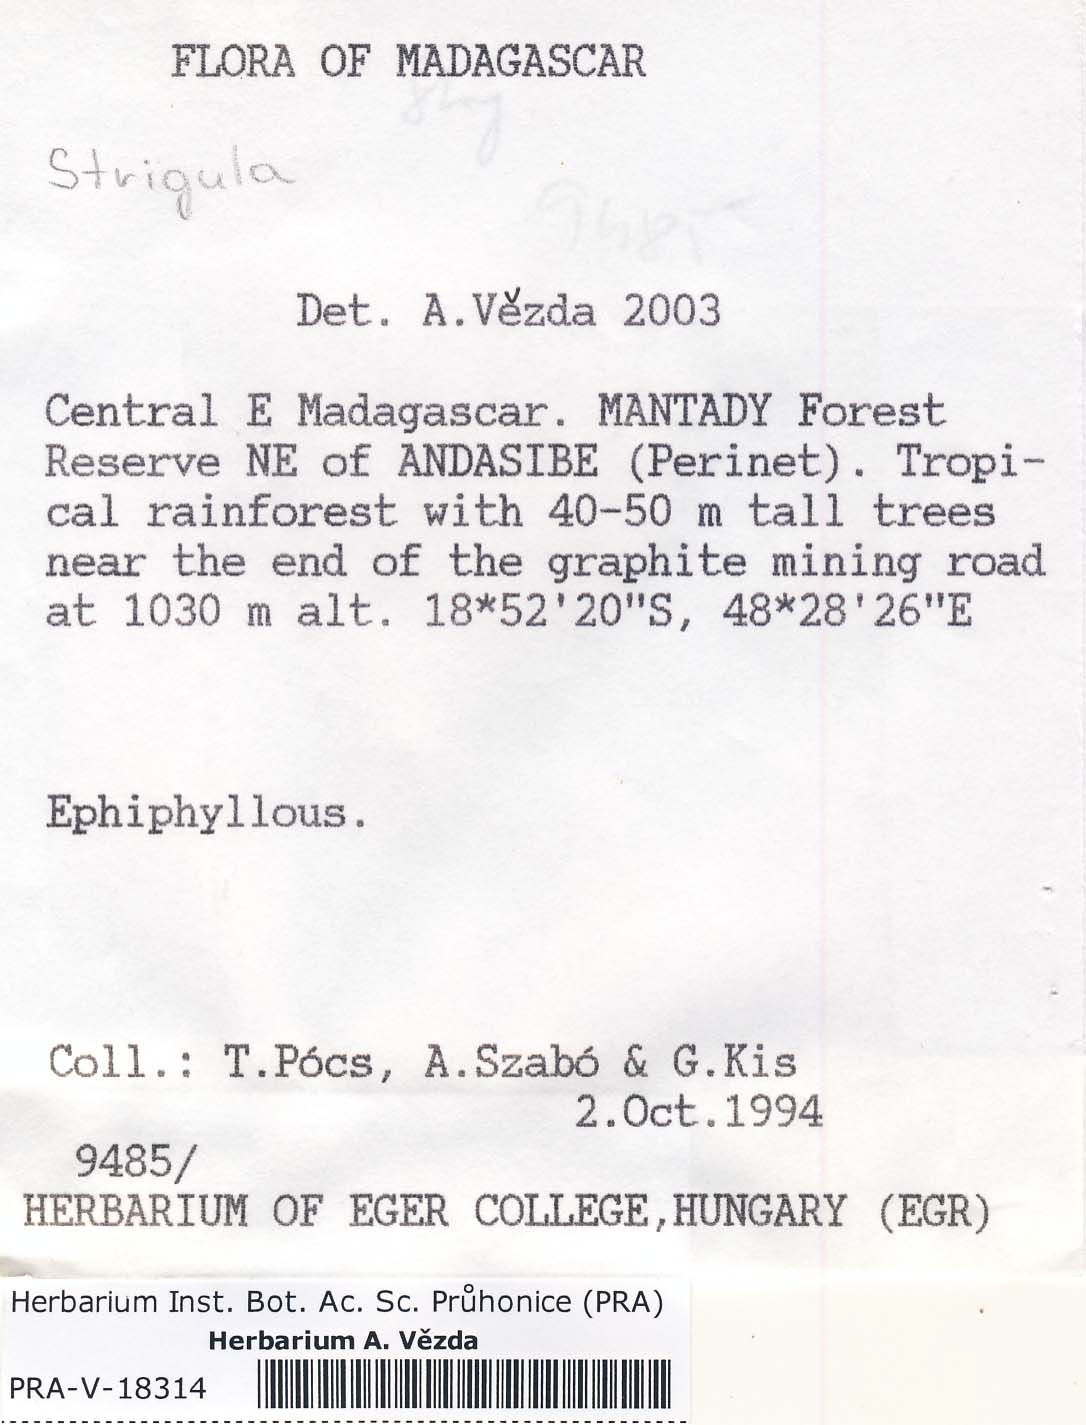 FLORA OF MADAGASCAR
Strigula
9485
Det. A.Vězda 2003
Central E Madagascar. MANTADY Forest
Reserve NE of ANDASIBE (Perinet). Tropi-
cal rainforest with 40-50 m tall trees
near the end of the graphite mining road
at 1030 m alt. 18*52'20"S, 48*28'26"E
Ephiphyllous.
Coll.: T.Pócs, A.Szabó & G.Kis
2.Oct.1994
9485/
HERBARIUM OF EGER COLLEGE,HUNGARY (EGR)
Herbarium Inst. Bot. Ac. Sc. Průhonice (PRA)
Herbarium A. Vězda
PRA-V-18314